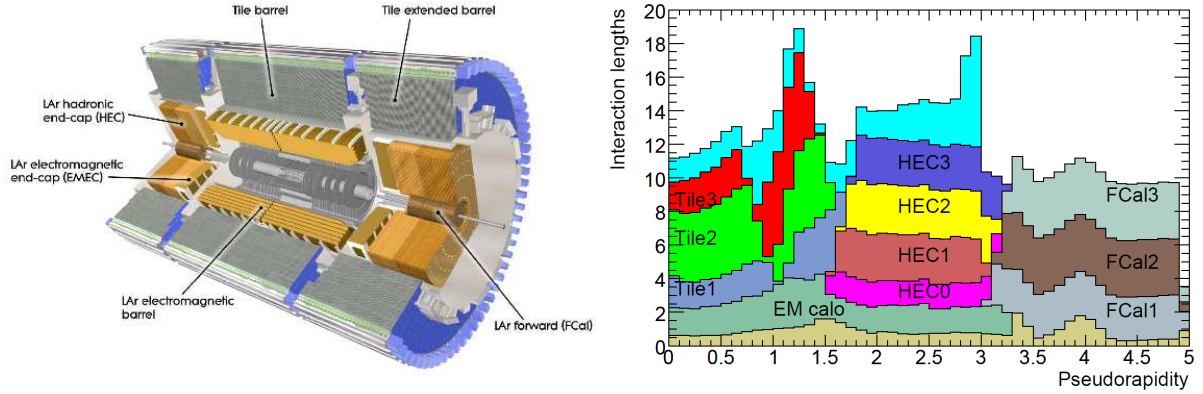 Tile barrel
Tile extended barrel
LAr hadronic
end-cap (HEC)
LAr electromagnetic
end-cap (EMEC)
LAr electromagnetic
barrel
LAr forward (FCal)
Interaction lengths
20
18
16
14
12
10
8
6
4
2
0
Tile3
Tile2
Tile1
EM calo
HEC3
HEC2
HEC1
HEC0
FCal3
FCal2
FCal1
0 0.5 1 1.5 2 2.5 3 3.5 4 4.5 5
Pseudorapidity